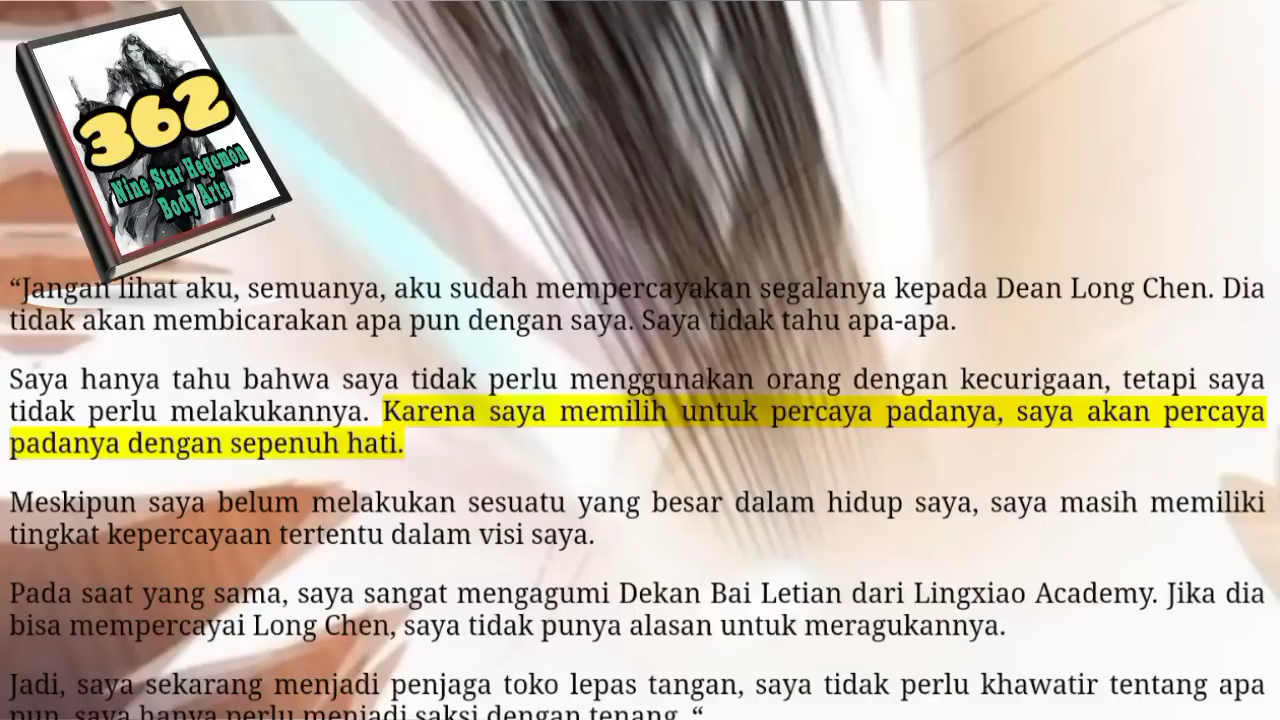 362
Nine Star Hegemon
Body Arts
“Jangan lihat aku, semuanya, aku sudah mempercayakan segalanya kepada Dean Long Chen. Dia
tidak akan membicarakan apa pun dengan saya. Saya tidak tahu apa-apa.
Saya hanya tahu bahwa saya tidak perlu menggunakan orang dengan kecurigaan, tetapi saya
tidak perlu melakukannya. Karena saya memilih untuk percaya padanya, saya akan percaya
padanya dengan sepenuh hati.
Meskipun saya belum melakukan sesuatu yang besar dalam hidup saya, saya masih memiliki
tingkat kepercayaan tertentu dalam visi saya.
Pada saat yang sama, saya sangat mengagumi Dekan Bai Letian dari Lingxiao Academy. Jika dia
bisa mempercayai Long Chen, saya tidak punya alasan untuk meragukannya.
Jadi, saya sekarang menjadi penjaga toko lepas tangan, saya tidak perlu khawatir tentang apa
pun, saya hanya perlu menjadi saksi dengan tenang. “